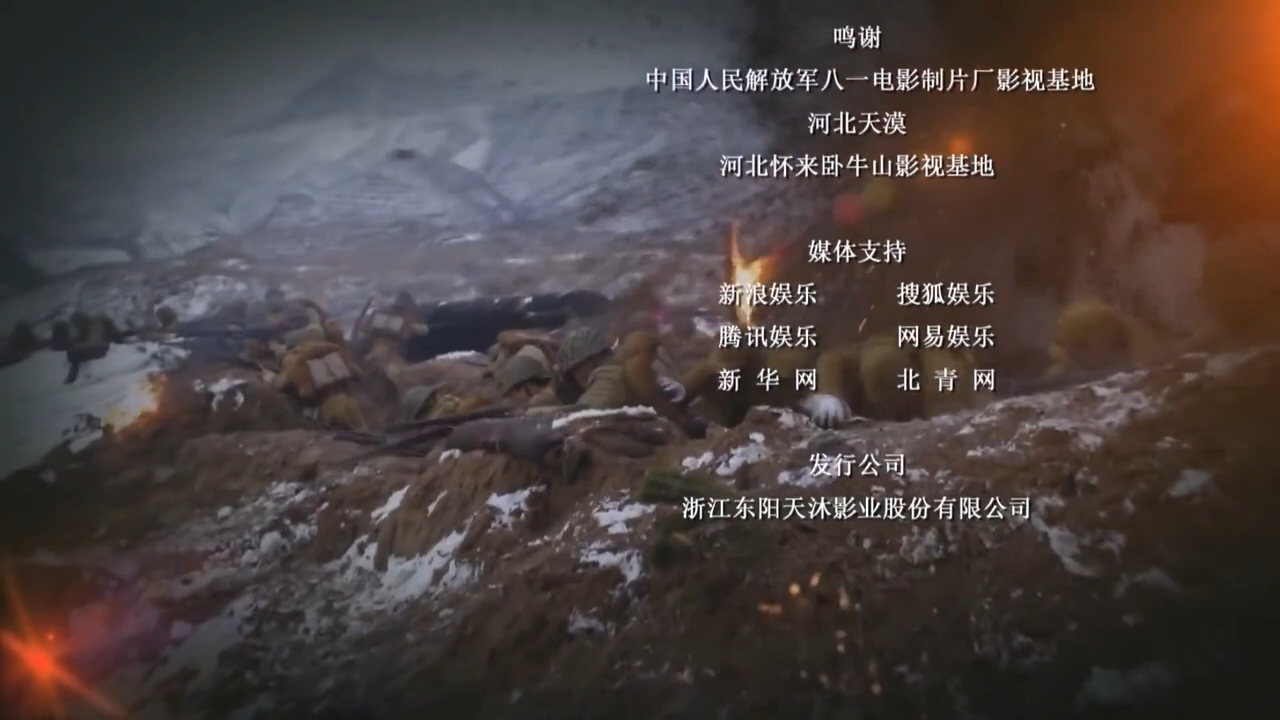 鸣谢
中国人民解放军八一电影制片厂影视基地
河北天漠
河北怀来卧牛山影视基地
媒体支持
新浪娱乐 搜狐娱乐
腾讯娱乐 网易娱乐
新 华 网 北 青 网
发行公司
浙江东阳天沐影业股份有限公司